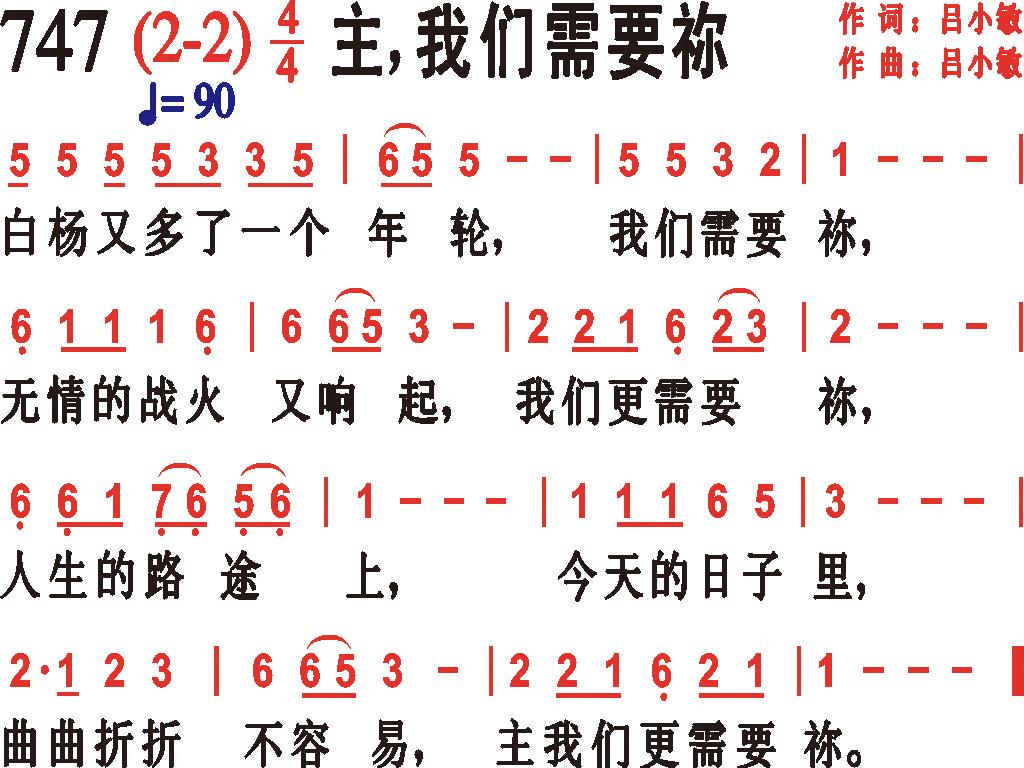 747 (2-2) 4/4 主,我们需要祢
作 词：吕小敏
作 曲：吕小敏
♩= 90
5 5 5 5 3 3 5 | 6 5 5 - - | 5 5 3 2 | 1 - - - |
白杨又多了一个 年 轮, 我们需要 祢,
6 1 1 1 6 | 6 6 5 3 - | 2 2 1 6 2 3 | 2 - - - |
无情的战火 又响 起, 我们更需要 祢,
6 6 1 7 6 5 6 | 1 - - - | 1 1 1 6 5 | 3 - - - |
人生的路 途 上, 今天的日子 里,
2 · 1 2 3 | 6 6 5 3 - | 2 2 1 6 2 1 | 1 - - -
曲曲折折 不容 易, 主我们更需要 祢。